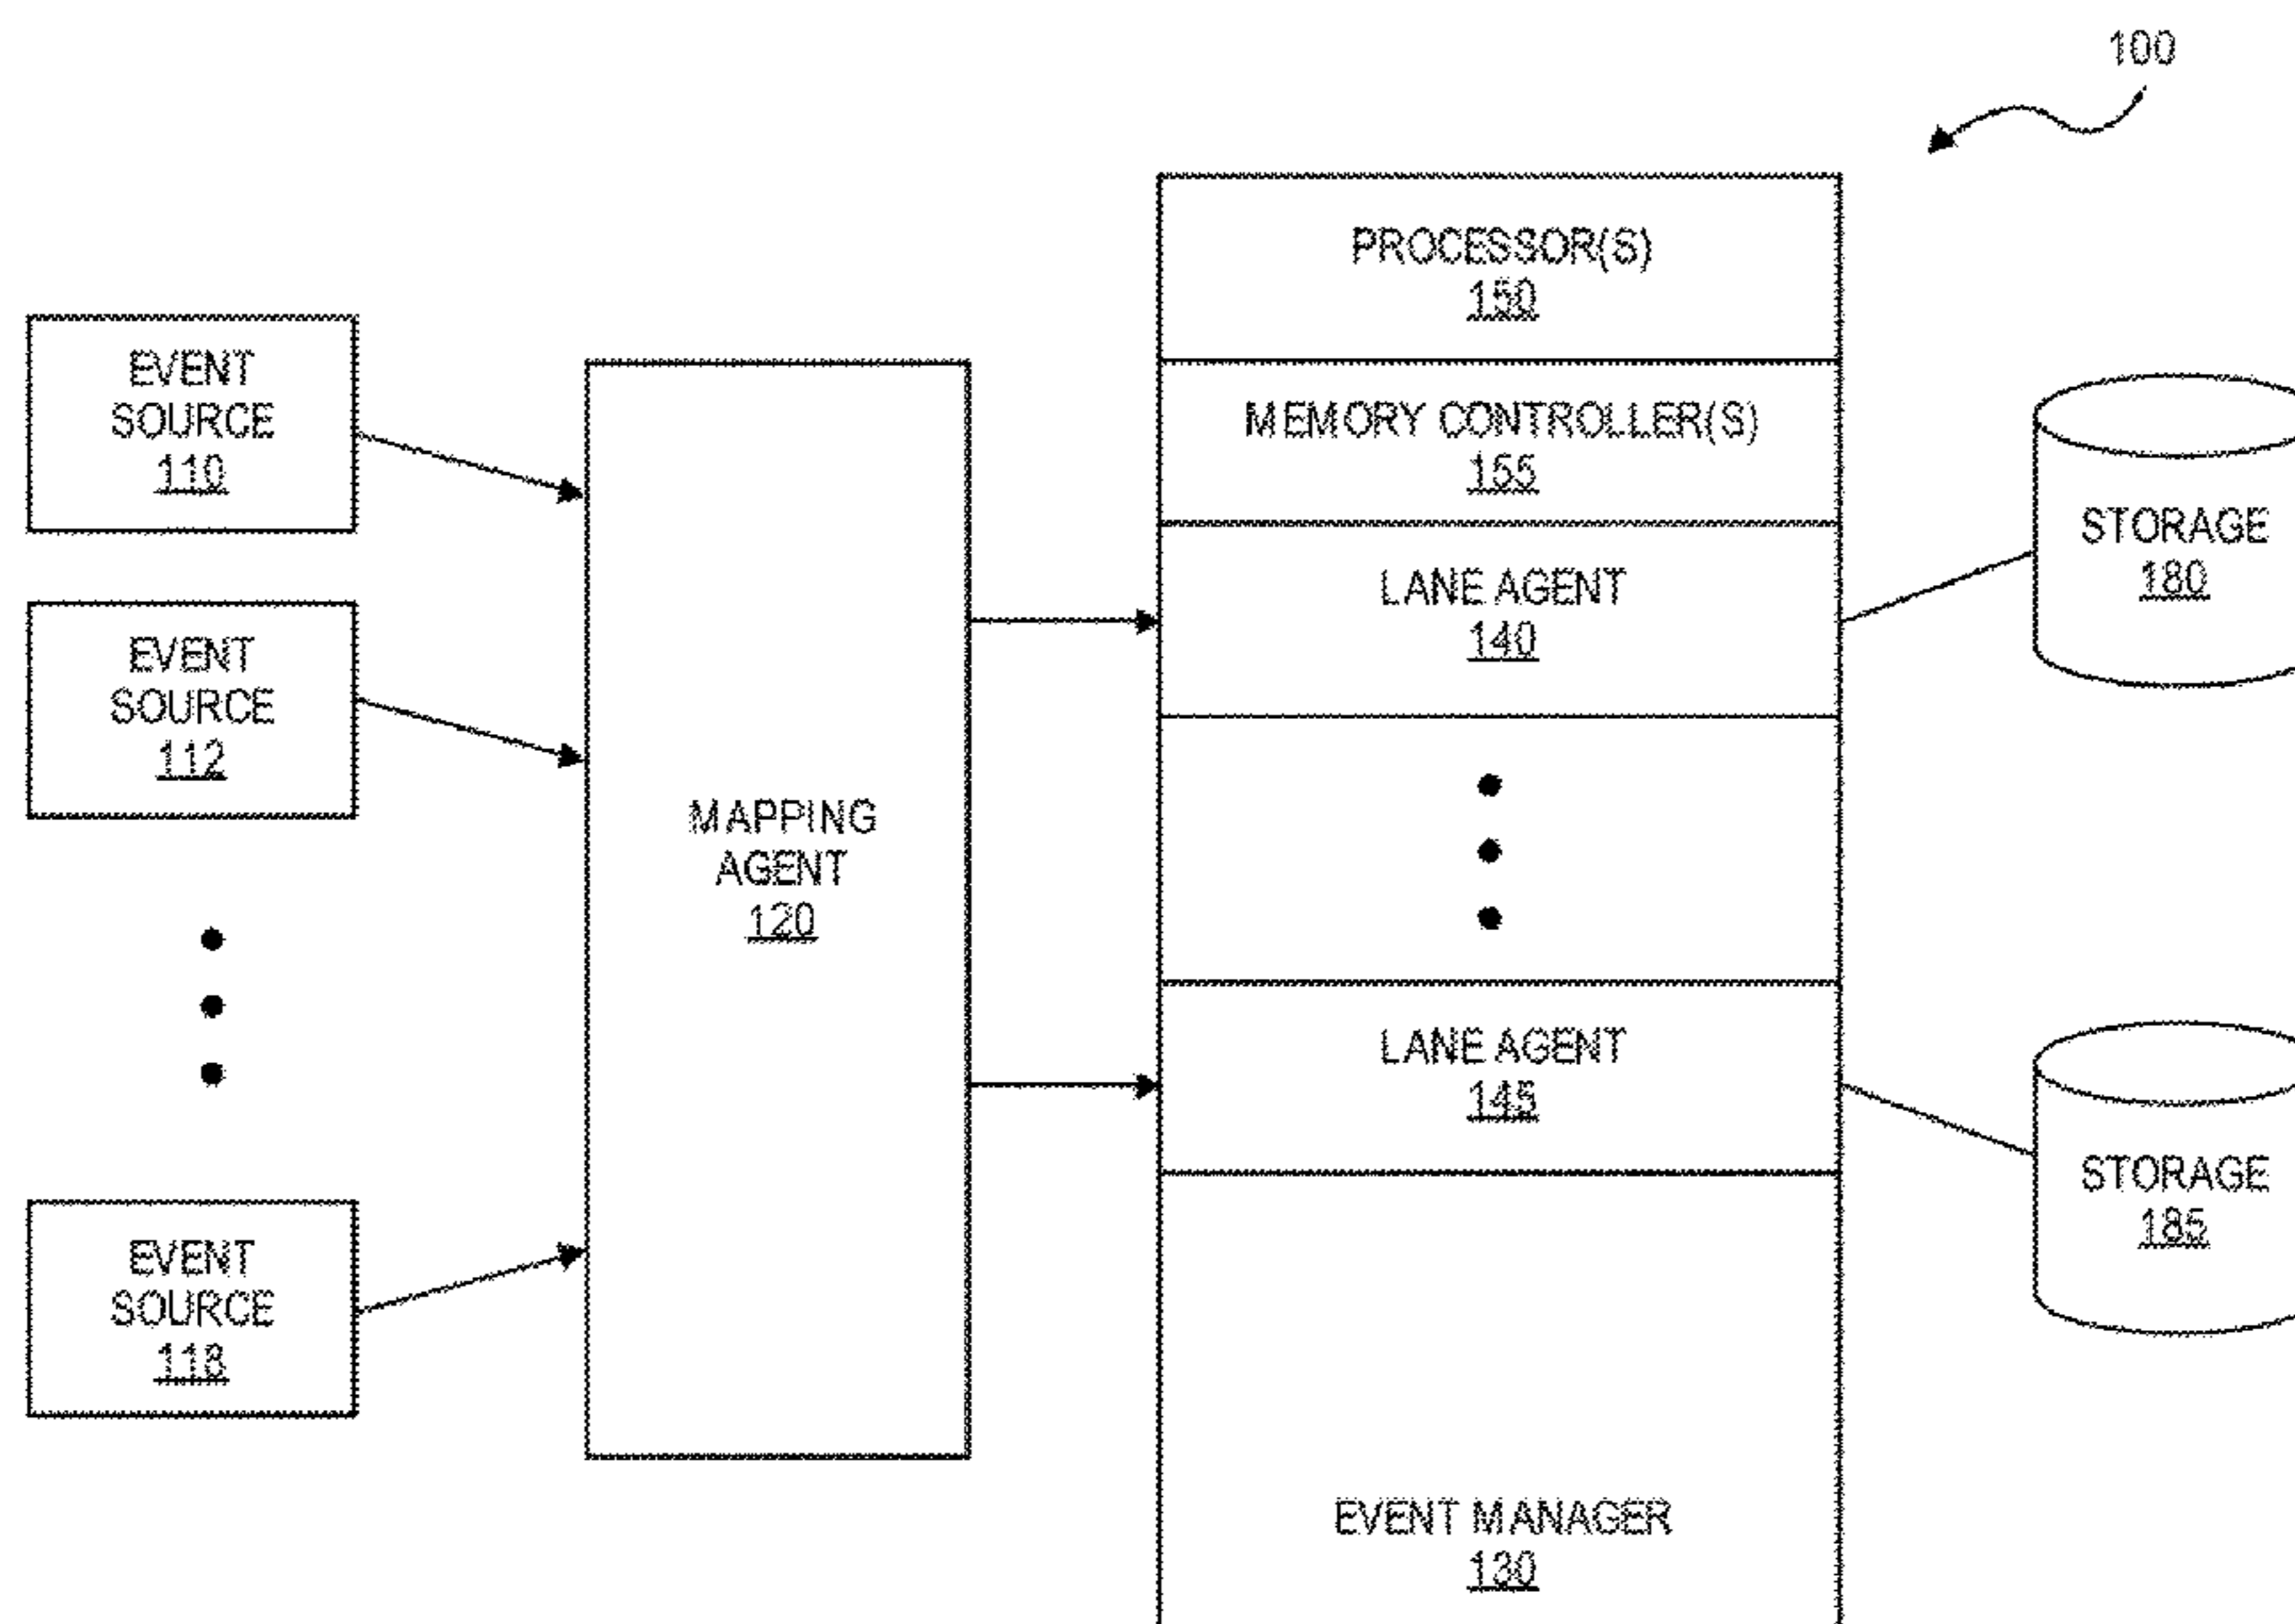 100
PROCESSOR(S)
150
MEMORY CONTROLLER(S)
155
LANE AGENT
140
LANE AGENT
145
EVENT MANAGER
130
EVENT
SOURCE
110
EVENT
SOURCE
112
EVENT
SOURCE
118
MAPPING
AGENT
120
STORAGE
180
STORAGE
185